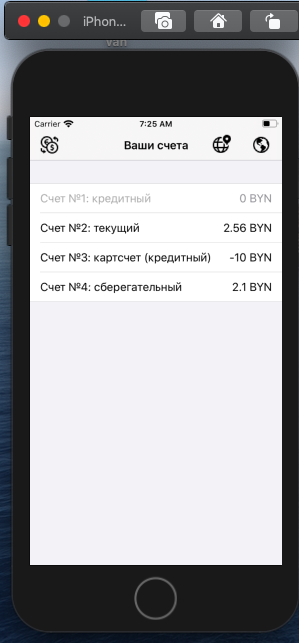 iPhon...
van
Carrier 7:25 AM
Ваши счета
Счет №1: кредитный 0 BYN
Счет №2: текущий 2.56 BYN
Счет №3: картсчет (кредитный) -10 BYN
Счет №4: сберегательный 2.1 BYN